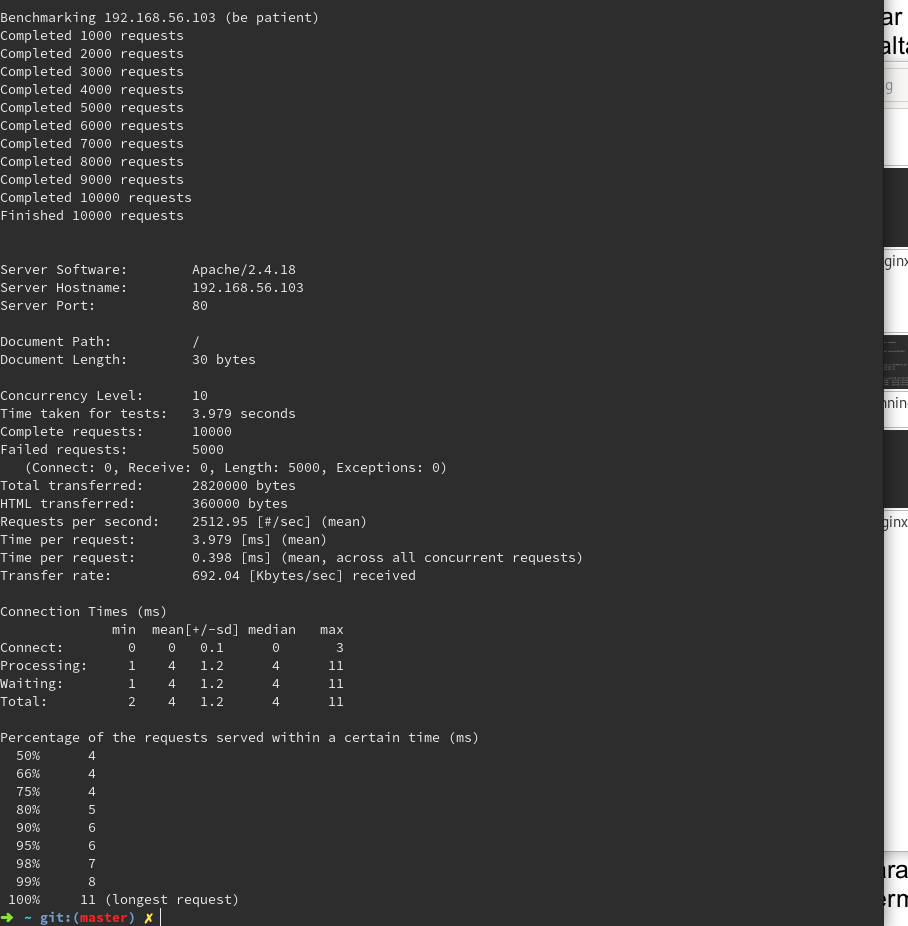 Benchmarking 192.168.56.103 (be patient)
Completed 1000 requests
Completed 2000 requests
Completed 3000 requests
Completed 4000 requests
Completed 5000 requests
Completed 6000 requests
Completed 7000 requests
Completed 8000 requests
Completed 9000 requests
Completed 10000 requests
Finished 10000 requests
Server Software: Apache/2.4.18
Server Hostname: 192.168.56.103
Server Port: 80
Document Path: /
Document Length: 30 bytes
Concurrency Level: 10
Time taken for tests: 3.979 seconds
Complete requests: 10000
Failed requests: 5000
(Connect: 0, Receive: 0, Length: 5000, Exceptions: 0)
Total transferred: 2820000 bytes
HTML transferred: 360000 bytes
Requests per second: 2512.95 [#/sec] (mean)
Time per request: 3.979 [ms] (mean)
Time per request: 0.398 [ms] (mean, across all concurrent requests)
Transfer rate: 692.04 [Kbytes/sec] received
Connection Times (ms)
min mean[+/-sd] median max
Connect: 0 0 0.1 0 3
Processing: 1 4 1.2 4 11
Waiting: 1 4 1.2 4 11
Total: 2 4 1.2 4 11
Percentage of the requests served within a certain time (ms)
50% 4
66% 4
75% 4
80% 5
90% 6
95% 6
98% 7
99% 8
100% 11 (longest request)
➜ ~ git:(master) ✗